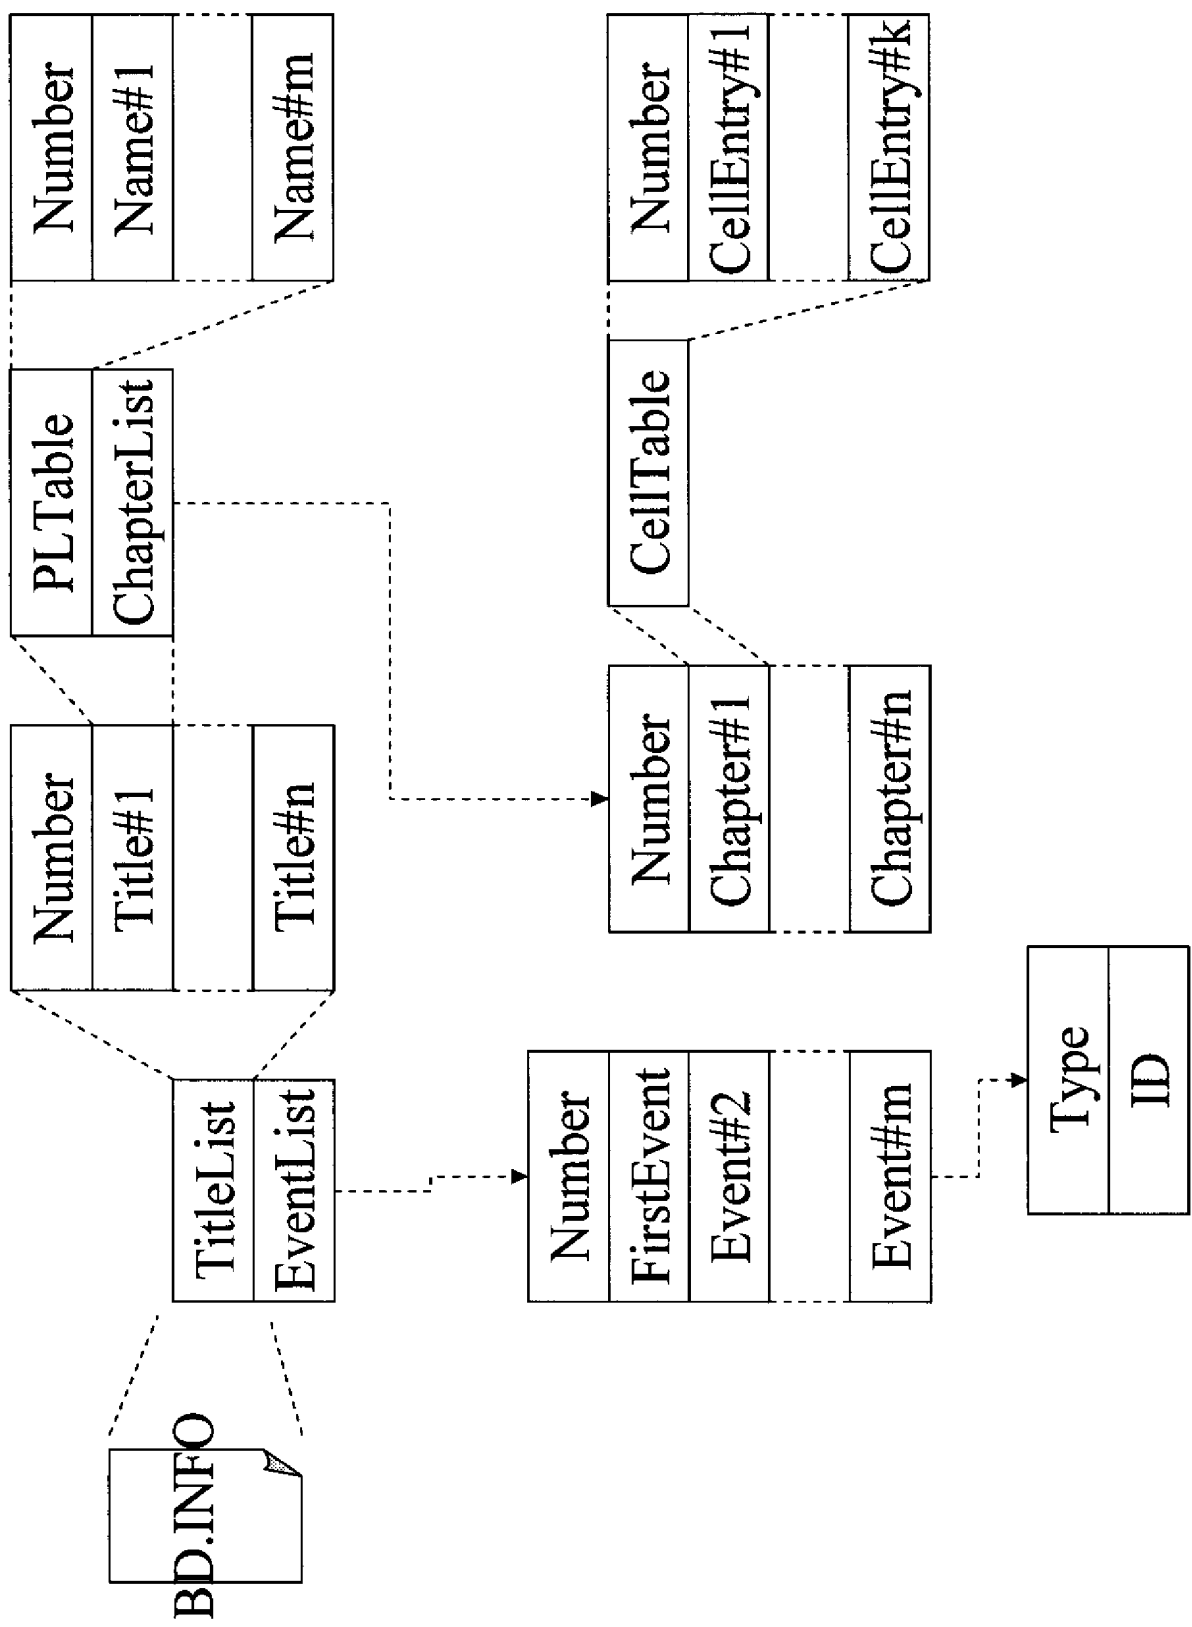 BD.INFO
TitleList
EventList
Number
Title#1
Title#n
PLTable
ChapterList
Number
Name#1
Name#m
Number
FirstEvent
Event#2
Event#m
Type
ID
Number
Chapter#1
Chapter#n
CellTable
Number
CellEntry#1
CellEntry#k